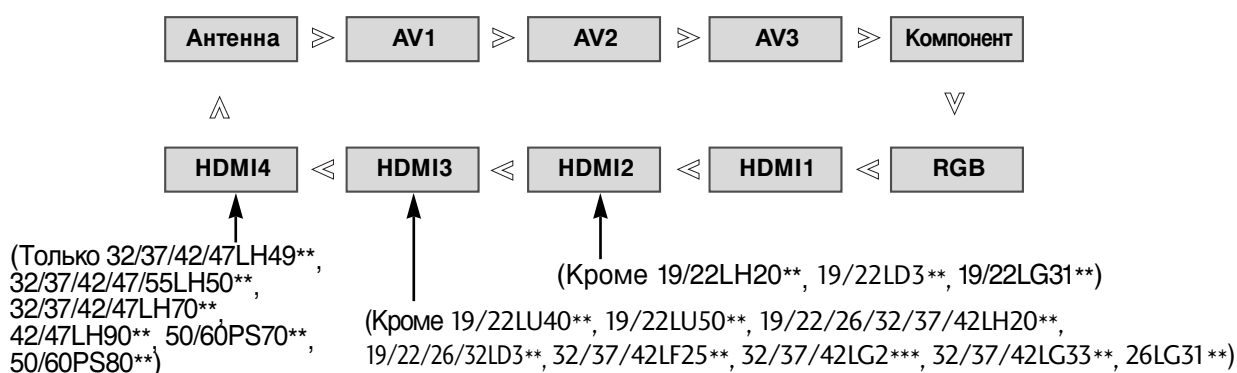 Антенна
AV1
AV2
AV3
Компонент
HDMI4
HDMI3
HDMI2
HDMI1
RGB
(Только 32/37/42/47LH49**,
32/37/42/47/55LH50**,
32/37/42/47LH70**,
42/47LH90**, 50/60PS70**,
50/60PS80**)
(Кроме 19/22LH20**, 19/22LD3**, 19/22LG31**)
(Кроме 19/22LU40**, 19/22LU50**, 19/22/26/32/37/42LH20**,
19/22/26/32LD3**, 32/37/42LF25**, 32/37/42LG2***, 32/37/42LG33**, 26LG31**)